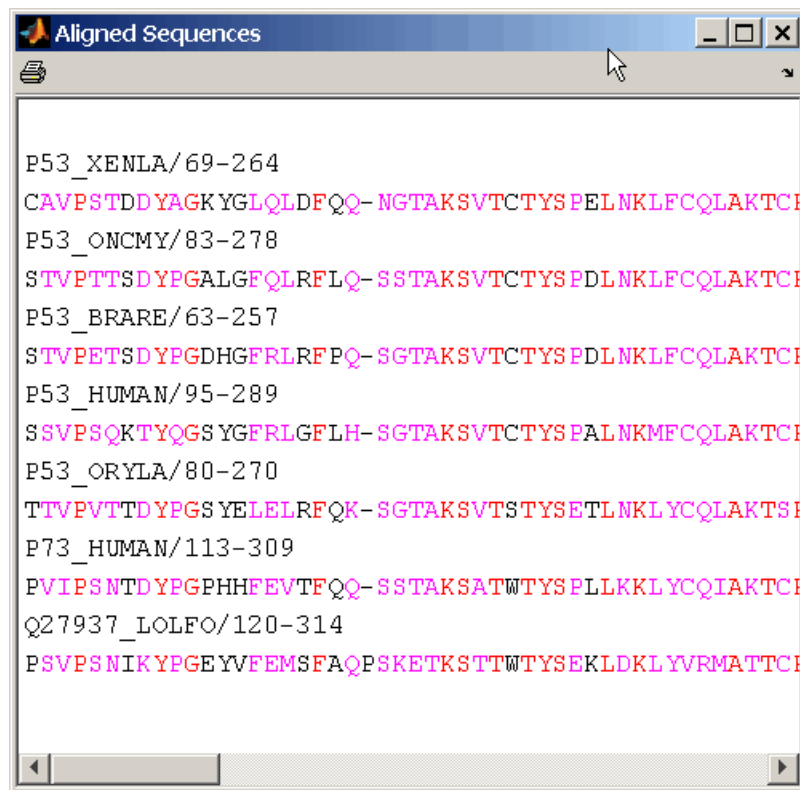 Aligned Sequences
P53_XENLA/69-264
CAVPSTDDYAGKYGLQLDFQQ-NGTAKSVTCTYSPELNKLFCQLAKTC
P53_ONCMY/83-278
STVPTTSDYPGALGFQLRFLQ-SSTAKSVTCTYSPDLNKLFCQLAKTC
P53_BRARE/63-257
STVPETSDYPGDHGFRLRFPQ-SGTAKSVTCTYSPDLNKLFCQLAKTC
P53_HUMAN/95-289
SSVPSQKTYQGSYGFRLGFLH-SGTAKSVTCTYSPALNKMFCQLAKTC
P53_ORYLA/80-270
TTVPVTTDYPGSYELELRFQK-SGTAKSVTSTYSETLNKLYCQLAKTS
P73_HUMAN/113-309
PVIPSNTDYPGPHHFEVTFQQ-SSTAKSATWTYSPLLKKLYCQIAKTC
Q27937_LOLFO/120-314
PSVPSNIKYPGEYVFEMSFAQPSKETKSTTWTYSEKLDKLYVRMATTC